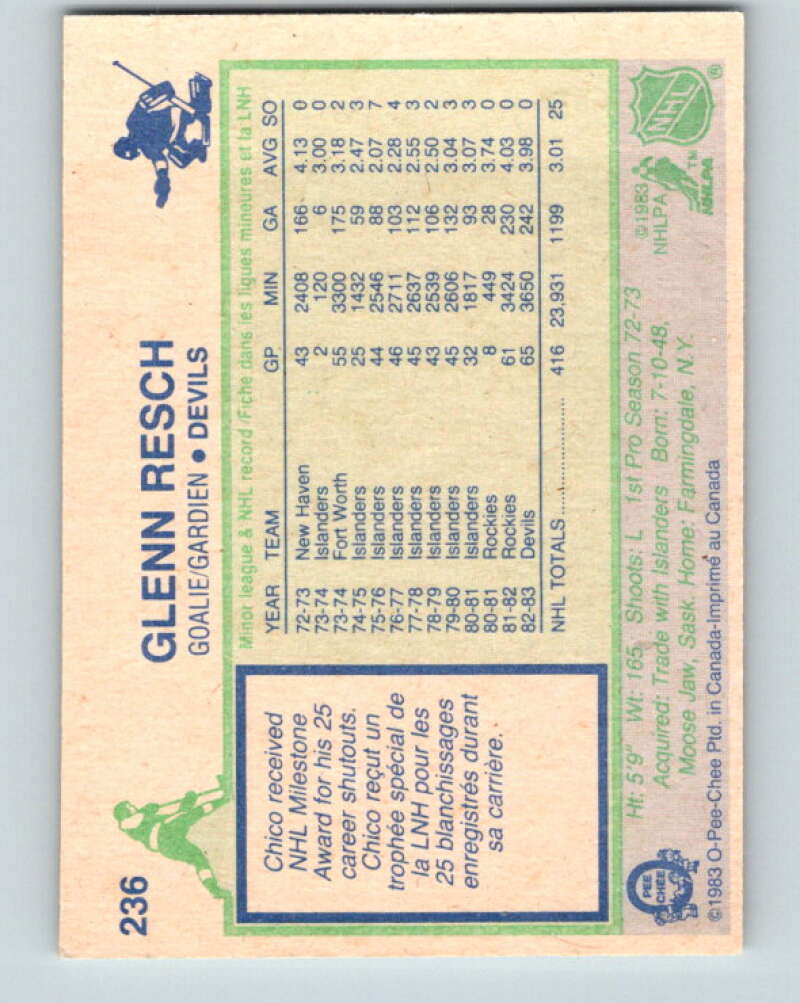 236
GLENN RESCH
GOALIE/GARDIEN • DEVILS
Chico received
NHL Milestone
Award for his 25
career shutouts.
Chico reçut un
trophée spécial de
la LNH pour les
25 blanchissages
enregistrés durant
sa carrière.
Minor league & NHL record/Fiche dans les ligues mineures et la LNH
YEAR TEAM GP MIN GA AVG SO
72-73 New Haven 43 2408 166 4.13 0
73-74 Islanders 2 120 6 3.00 0
73-74 Fort Worth 55 3300 175 3.18 2
74-75 Islanders 25 1432 59 2.47 3
75-76 Islanders 44 2546 88 2.07 7
76-77 Islanders 46 2711 103 2.28 4
77-78 Islanders 45 2637 112 2.55 3
78-79 Islanders 43 2539 106 2.50 2
79-80 Islanders 45 2606 132 3.04 3
80-81 Islanders 32 1817 93 3.07 3
80-81 Rockies 8 449 28 3.74 0
81-82 Rockies 61 3424 230 4.03 0
82-83 Devils 65 3650 242 3.98 0
NHL TOTALS .................... 416 23.931 1199 3.01 25
Ht: 5'9" Wt: 165 Shoots: L 1st Pro Season 72-73
Acquired: Trade with Islanders Born: 7-10-48,
Moose Jaw, Sask. Home: Farmingdale, N.Y.
©1983 O-Pee-Chee Ptd. in Canada-Imprimé au Canada
PEE
CHEE
©1983
NHLPA
TM
NHLPA
NHL
®